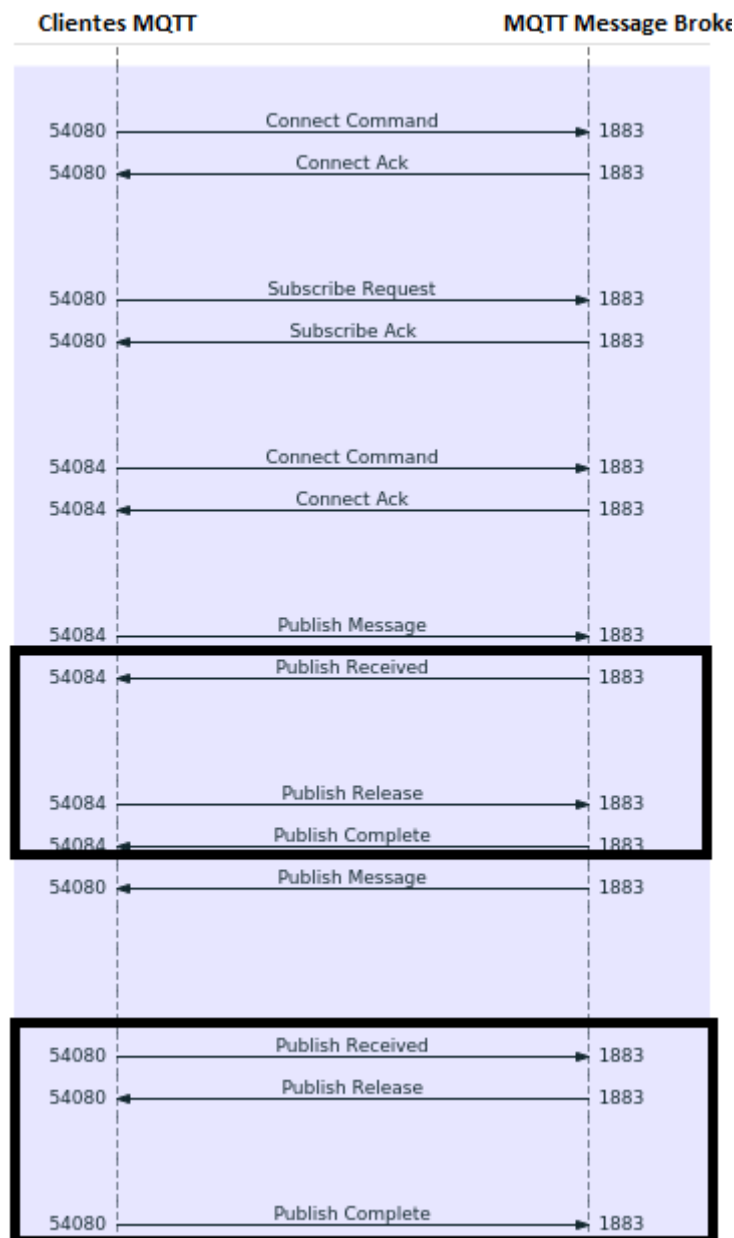 Clientes MQTT MQTT Message Broke
Connect Command
54080 1883
Connect Ack
54080 1883
Subscribe Request
54080 1883
Subscribe Ack
54080 1883
Connect Command
54084 1883
Connect Ack
54084 1883
Publish Message
54084 1883
Publish Received
54084 1883
Publish Release
54084 1883
Publish Complete
54084 1883
Publish Message
54080 1883
Publish Received
54080 1883
Publish Release
54080 1883
Publish Complete
54080 1883